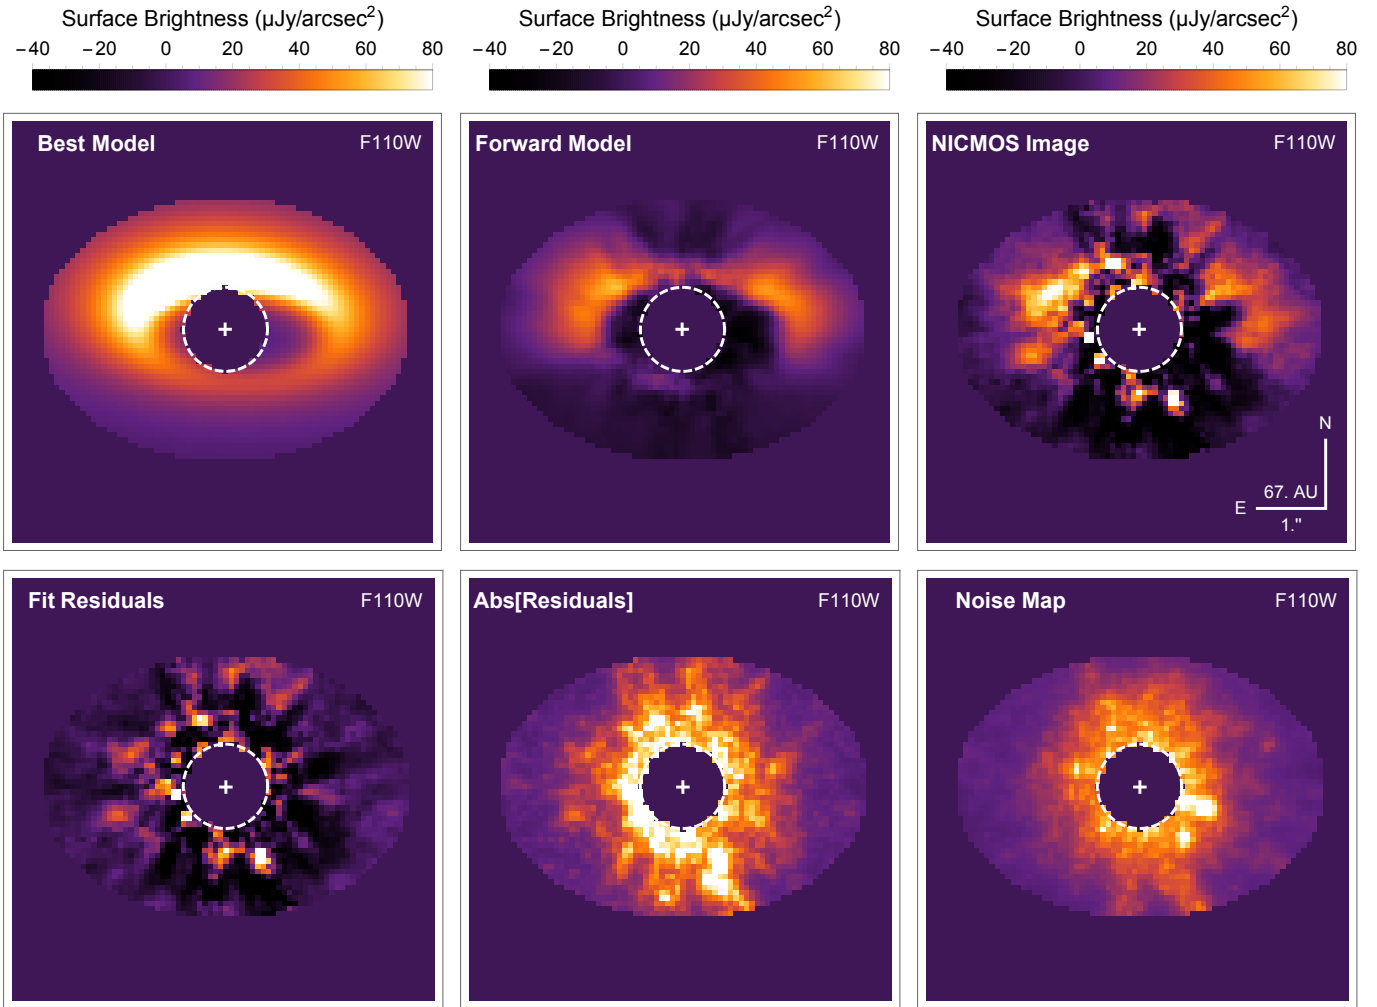 Surface Brightness (μJy/arcsec²)
−40 −20 0 20 40 60 80
Surface Brightness (μJy/arcsec²)
−40 −20 0 20 40 60 80
Surface Brightness (μJy/arcsec²)
−40 −20 0 20 40 60 80
Best Model F110W
Forward Model F110W
NICMOS Image F110W
N
67. AU
E
1."
Fit Residuals F110W
Abs[Residuals] F110W
Noise Map F110W